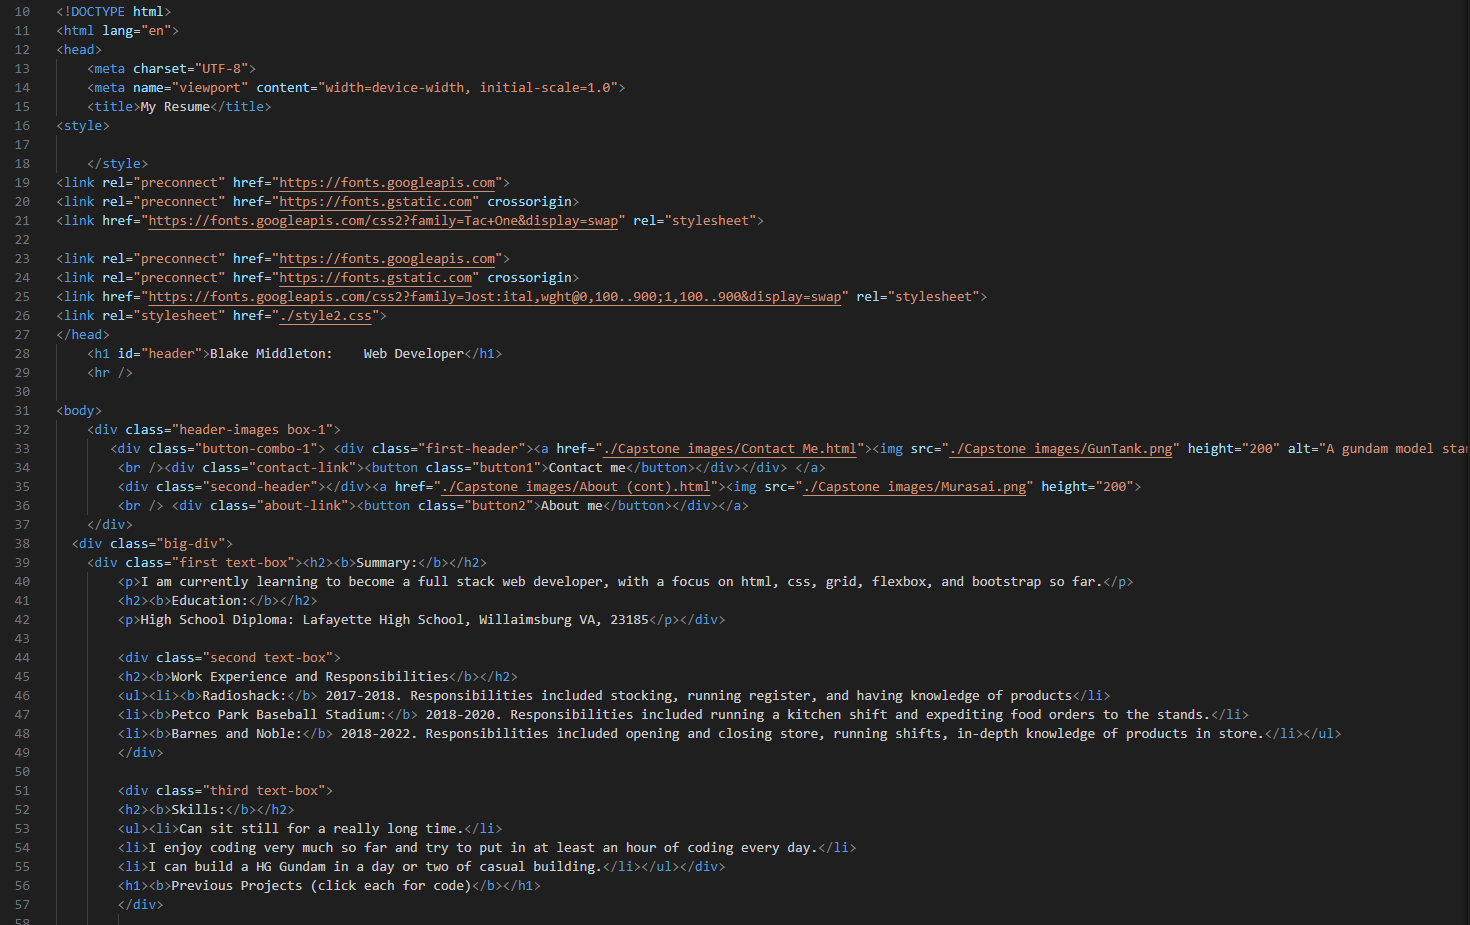 10 <!DOCTYPE html>
11 <html lang="en">
12 <head>
13     <meta charset="UTF-8">
14     <meta name="viewport" content="width=device-width, initial-scale=1.0">
15     <title>My Resume</title>
16 <style>
17
18     </style>
19 <link rel="preconnect" href="https://fonts.googleapis.com">
20 <link rel="preconnect" href="https://fonts.gstatic.com" crossorigin>
21 <link href="https://fonts.googleapis.com/css2?family=Tac+One&display=swap" rel="stylesheet">
22
23 <link rel="preconnect" href="https://fonts.googleapis.com">
24 <link rel="preconnect" href="https://fonts.gstatic.com" crossorigin>
25 <link href="https://fonts.googleapis.com/css2?family=Jost:ital,wght@0,100..900;1,100..900&display=swap" rel="stylesheet">
26 <link rel="stylesheet" href="./style2.css">
27 </head>
28     <h1 id="header">Blake Middleton:    Web Developer</h1>
29     <hr />
30
31 <body>
32     <div class="header-images box-1">
33        <div class="button-combo-1"> <div class="first-header"><a href="./Capstone images/Contact Me.html"><img src="./Capstone images/GunTank.png" height="200" alt="A gundam model sta
34         <br /><div class="contact-link"><button class="button1">Contact me</button></div></div> </a>
35         <div class="second-header"></div><a href="./Capstone images/About (cont).html"><img src="./Capstone images/Murasai.png" height="200">
36         <br /> <div class="about-link"><button class="button2">About me</button></div></a>
37     </div>
38   <div class="big-div">
39     <div class="first text-box"><h2><b>Summary:</b></h2>
40         <p>I am currently learning to become a full stack web developer, with a focus on html, css, grid, flexbox, and bootstrap so far.</p>
41         <h2><b>Education:</b></h2>
42         <p>High School Diploma: Lafayette High School, Willaimsburg VA, 23185</p></div>
43
44         <div class="second text-box">
45         <h2><b>Work Experience and Responsibilities</b></h2>
46         <ul><li><b>Radioshack:</b> 2017-2018. Responsibilities included stocking, running register, and having knowledge of products</li>
47         <li><b>Petco Park Baseball Stadium:</b> 2018-2020. Responsibilities included running a kitchen shift and expediting food orders to the stands.</li>
48         <li><b>Barnes and Noble:</b> 2018-2022. Responsibilities included opening and closing store, running shifts, in-depth knowledge of products in store.</li></ul>
49         </div>
50
51         <div class="third text-box">
52         <h2><b>Skills:</b></h2>
53         <ul><li>Can sit still for a really long time.</li>
54         <li>I enjoy coding very much so far and try to put in at least an hour of coding every day.</li>
55         <li>I can build a HG Gundam in a day or two of casual building.</li></ul></div>
56         <h1><b>Previous Projects (click each for code)</b></h1>
57         </div>
58